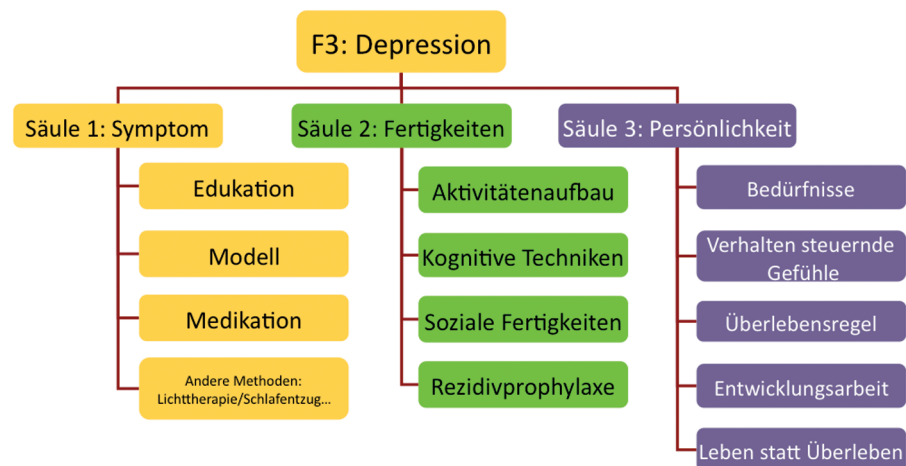 F3: Depression
Säule 1: Symptom
Edukation
Modell
Medikation
Andere Methoden:
Lichttherapie/Schlafentzug...
Säule 2: Fertigkeiten
Aktivitätenaufbau
Kognitive Techniken
Soziale Fertigkeiten
Rezidivprophylaxe
Säule 3: Persönlichkeit
Bedürfnisse
Verhalten steuernde
Gefühle
Überlebensregel
Entwicklungsarbeit
Leben statt Überleben